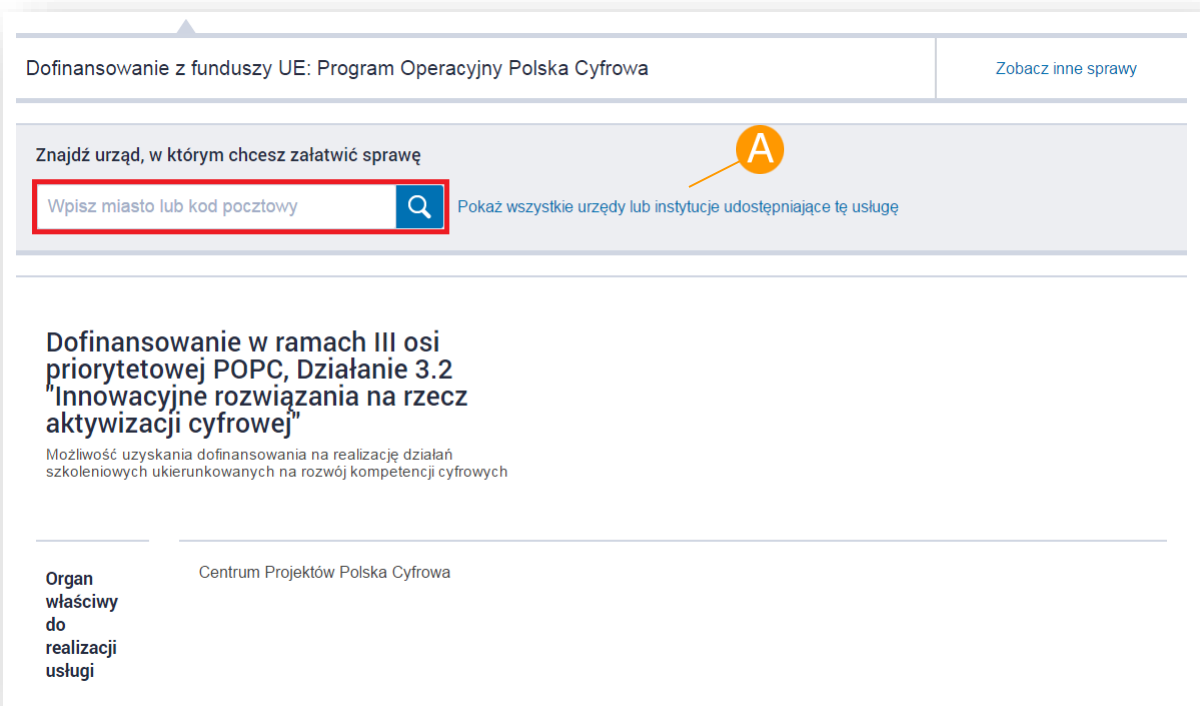 Dofinansowanie z funduszy UE: Program Operacyjny Polska Cyfrowa
Zobacz inne sprawy
Znajdź urząd, w którym chcesz załatwić sprawę
A
Wpisz miasto lub kod pocztowy
Pokaż wszystkie urzędy lub instytucje udostępniające tę usługę
Dofinansowanie w ramach III osi
priorytetowej POPC, Działanie 3.2
"Innowacyjne rozwiązania na rzecz
aktywizacji cyfrowej"
Możliwość uzyskania dofinansowania na realizację działań
szkoleniowych ukierunkowanych na rozwój kompetencji cyfrowych
Organ
właściwy
do
realizacji
usługi
Centrum Projektów Polska Cyfrowa